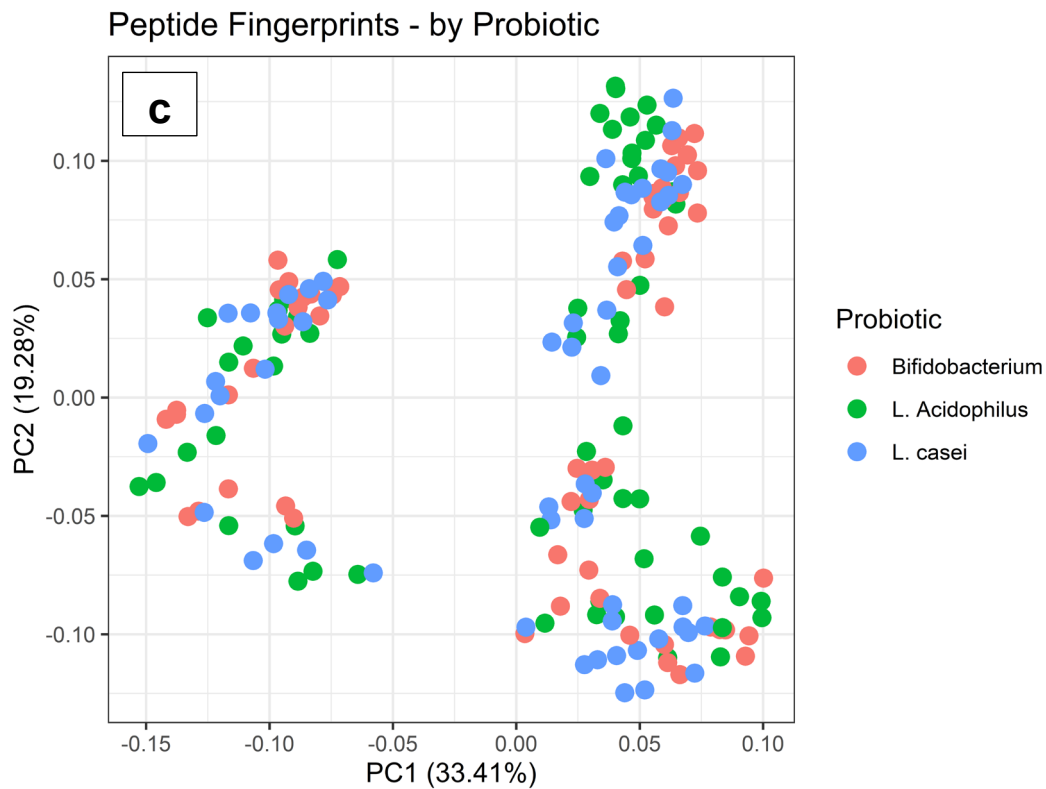 Peptide Fingerprints - by Probiotic
c
0.10
0.05
0.00
-0.05
-0.10
PC2 (19.28%)
-0.15
-0.10
-0.05
0.00
0.05
0.10
PC1 (33.41%)
Probiotic
Bifidobacterium
L. Acidophilus
L. casei